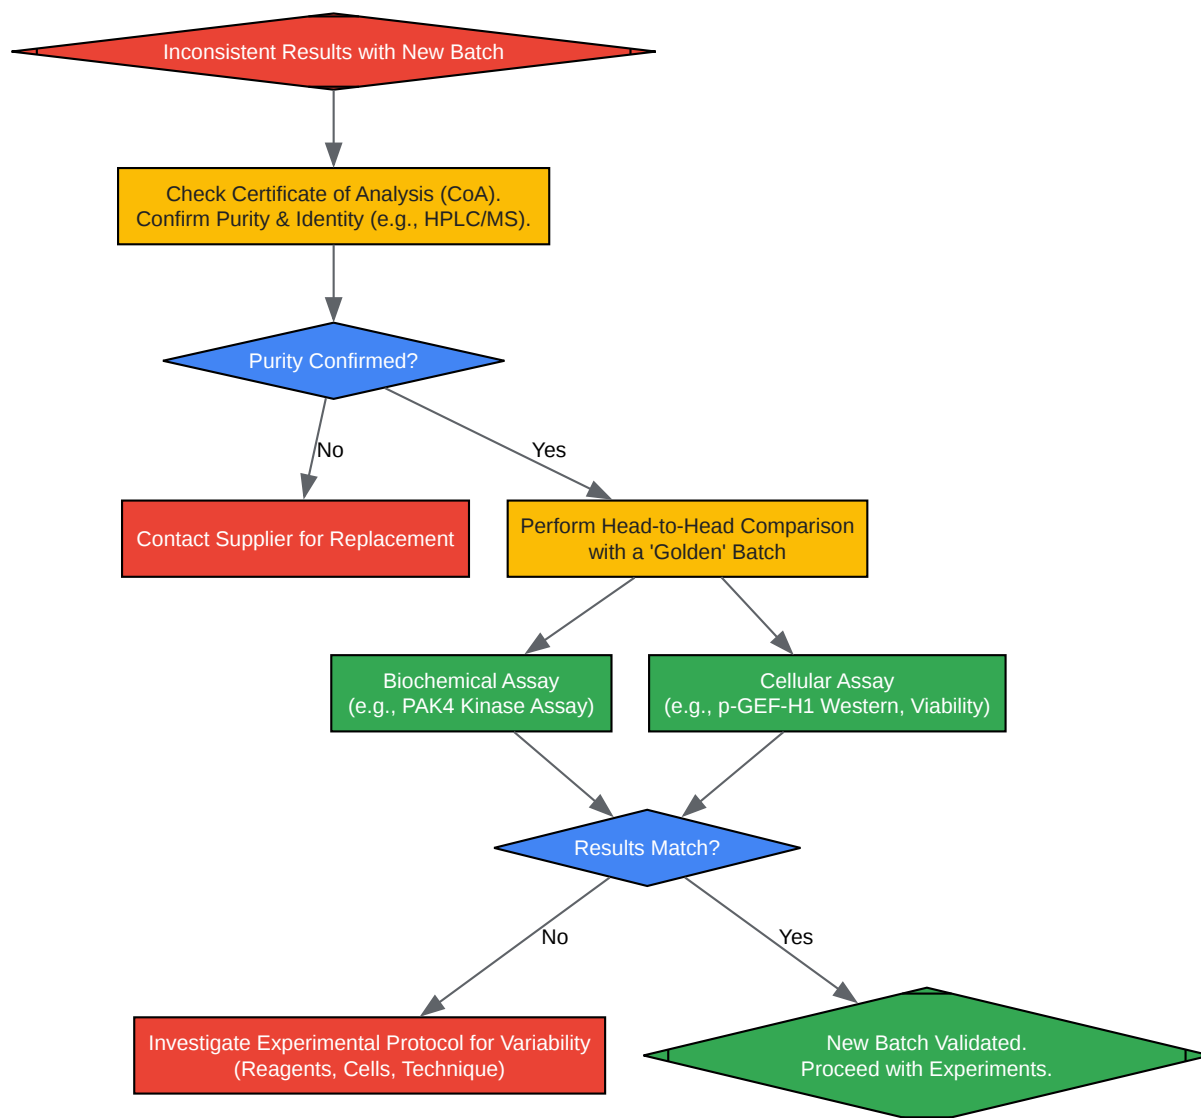 Inconsistent Results with New Batch
Check Certificate of Analysis (CoA).
Confirm Purity & Identity (e.g., HPLC/MS).
Purity Confirmed?
No
Yes
Contact Supplier for Replacement
Perform Head-to-Head Comparison
with a 'Golden' Batch
Biochemical Assay
(e.g., PAK4 Kinase Assay)
Cellular Assay
(e.g., p-GEF-H1 Western, Viability)
Results Match?
No
Yes
Investigate Experimental Protocol for Variability
(Reagents, Cells, Technique)
New Batch Validated.
Proceed with Experiments.